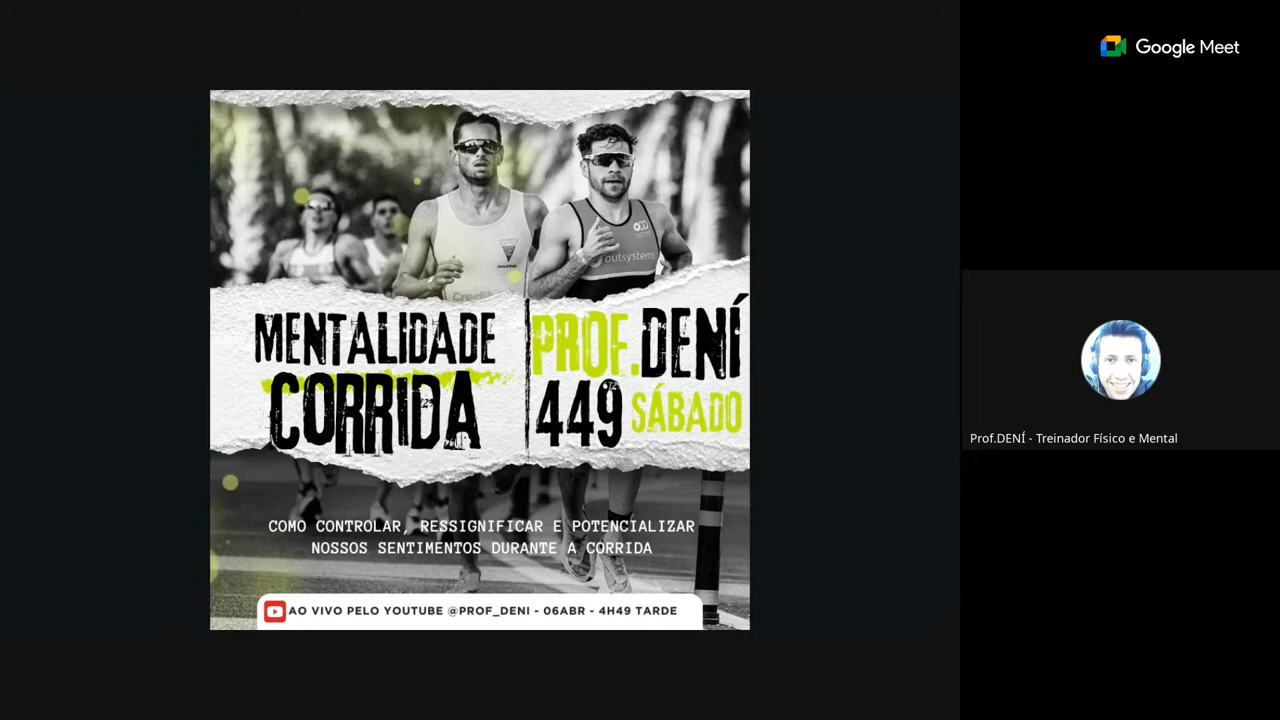 Google Meet
outsystems
MENTALIDADE
CORRIDA
PROF.DENÍ
449 SÁBADO
COMO CONTROLAR, RESSIGNIFICAR E POTENCIALIZAR
NOSSOS SENTIMENTOS DURANTE A CORRIDA
AO VIVO PELO YOUTUBE @PROF_DENI - 06ABR - 4H49 TARDE
Prof.DENÍ - Treinador Físico e Mental